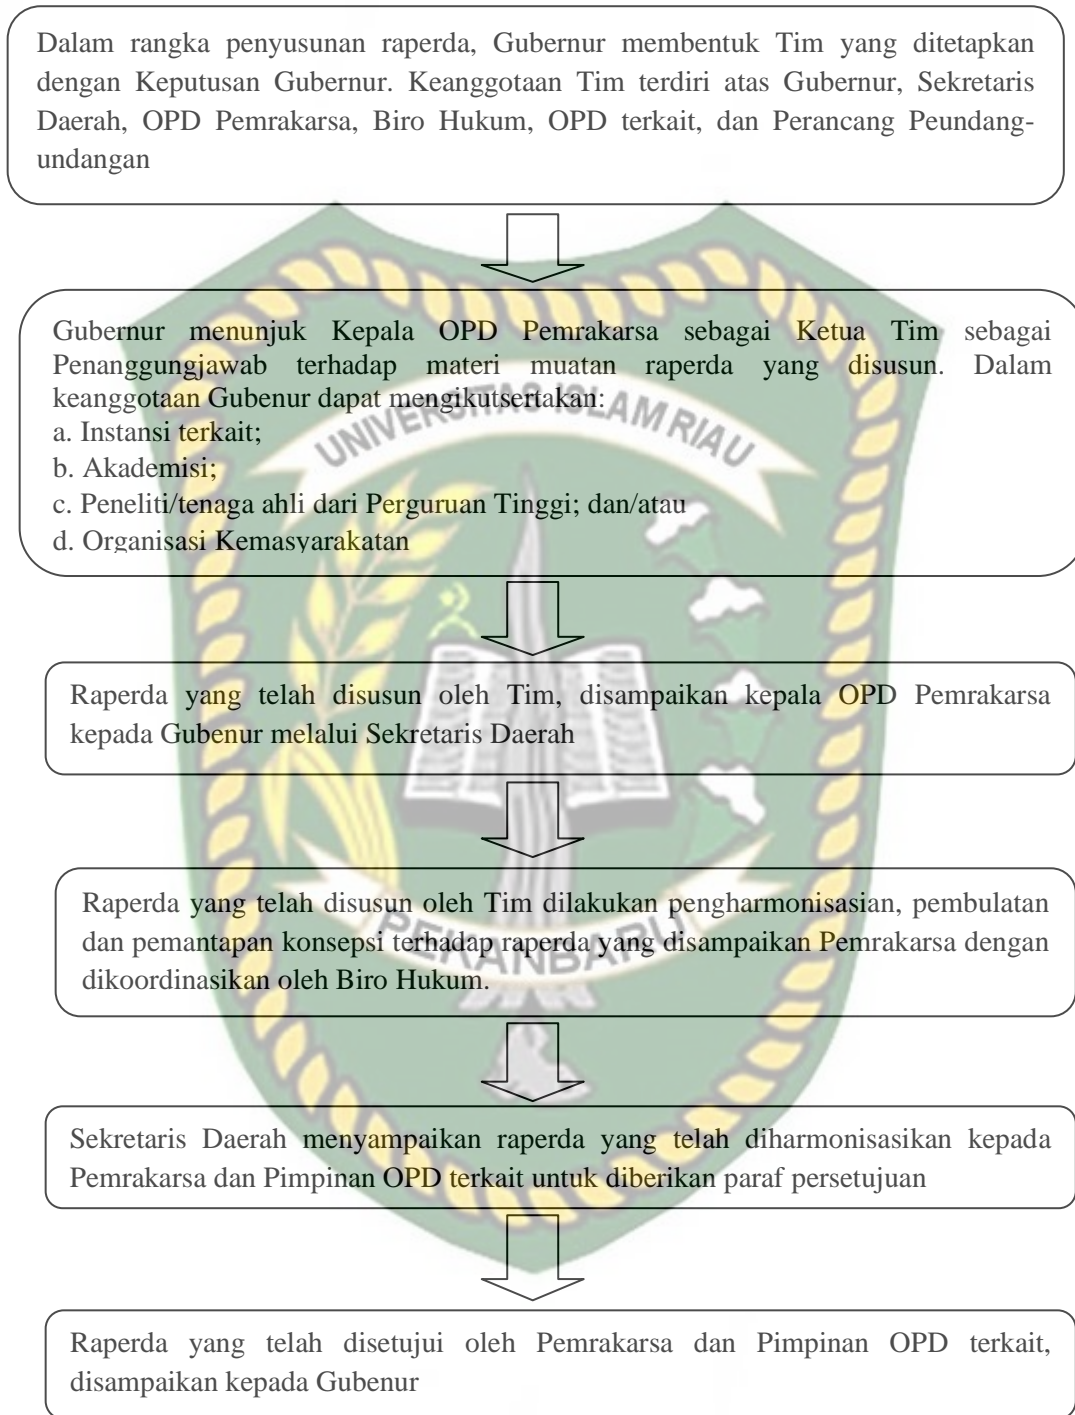 Dalam rangka penyusunan raperda, Gubernur membentuk Tim yang ditetapkan
dengan Keputusan Gubernur. Keanggotaan Tim terdiri atas Gubernur, Sekretaris
Daerah, OPD Pemrakarsa, Biro Hukum, OPD terkait, dan Perancang Peundang-
undangan
Gubernur menunjuk Kepala OPD Pemrakarsa sebagai Ketua Tim sebagai
Penanggungjawab terhadap materi muatan raperda yang disusun. Dalam
keanggotaan Gubenur dapat mengikutsertakan:
UNIVERSITAS ISLAM RIAU
a. Instansi terkait;
b. Akademisi;
c. Peneliti/tenaga ahli dari Perguruan Tinggi; dan/atau
d. Organisasi Kemasyarakatan
Raperda yang telah disusun oleh Tim, disampaikan kepala OPD Pemrakarsa
kepada Gubenur melalui Sekretaris Daerah
Raperda yang telah disusun oleh Tim dilakukan pengharmonisasian, pembulatan
dan pemantapan konsepsi terhadap raperda yang disampaikan Pemrakarsa dengan
dikoordinasikan oleh Biro Hukum.
PEKANBARU
Sekretaris Daerah menyampaikan raperda yang telah diharmonisasikan kepada
Pemrakarsa dan Pimpinan OPD terkait untuk diberikan paraf persetujuan
Raperda yang telah disetujui oleh Pemrakarsa dan Pimpinan OPD terkait,
disampaikan kepada Gubenur